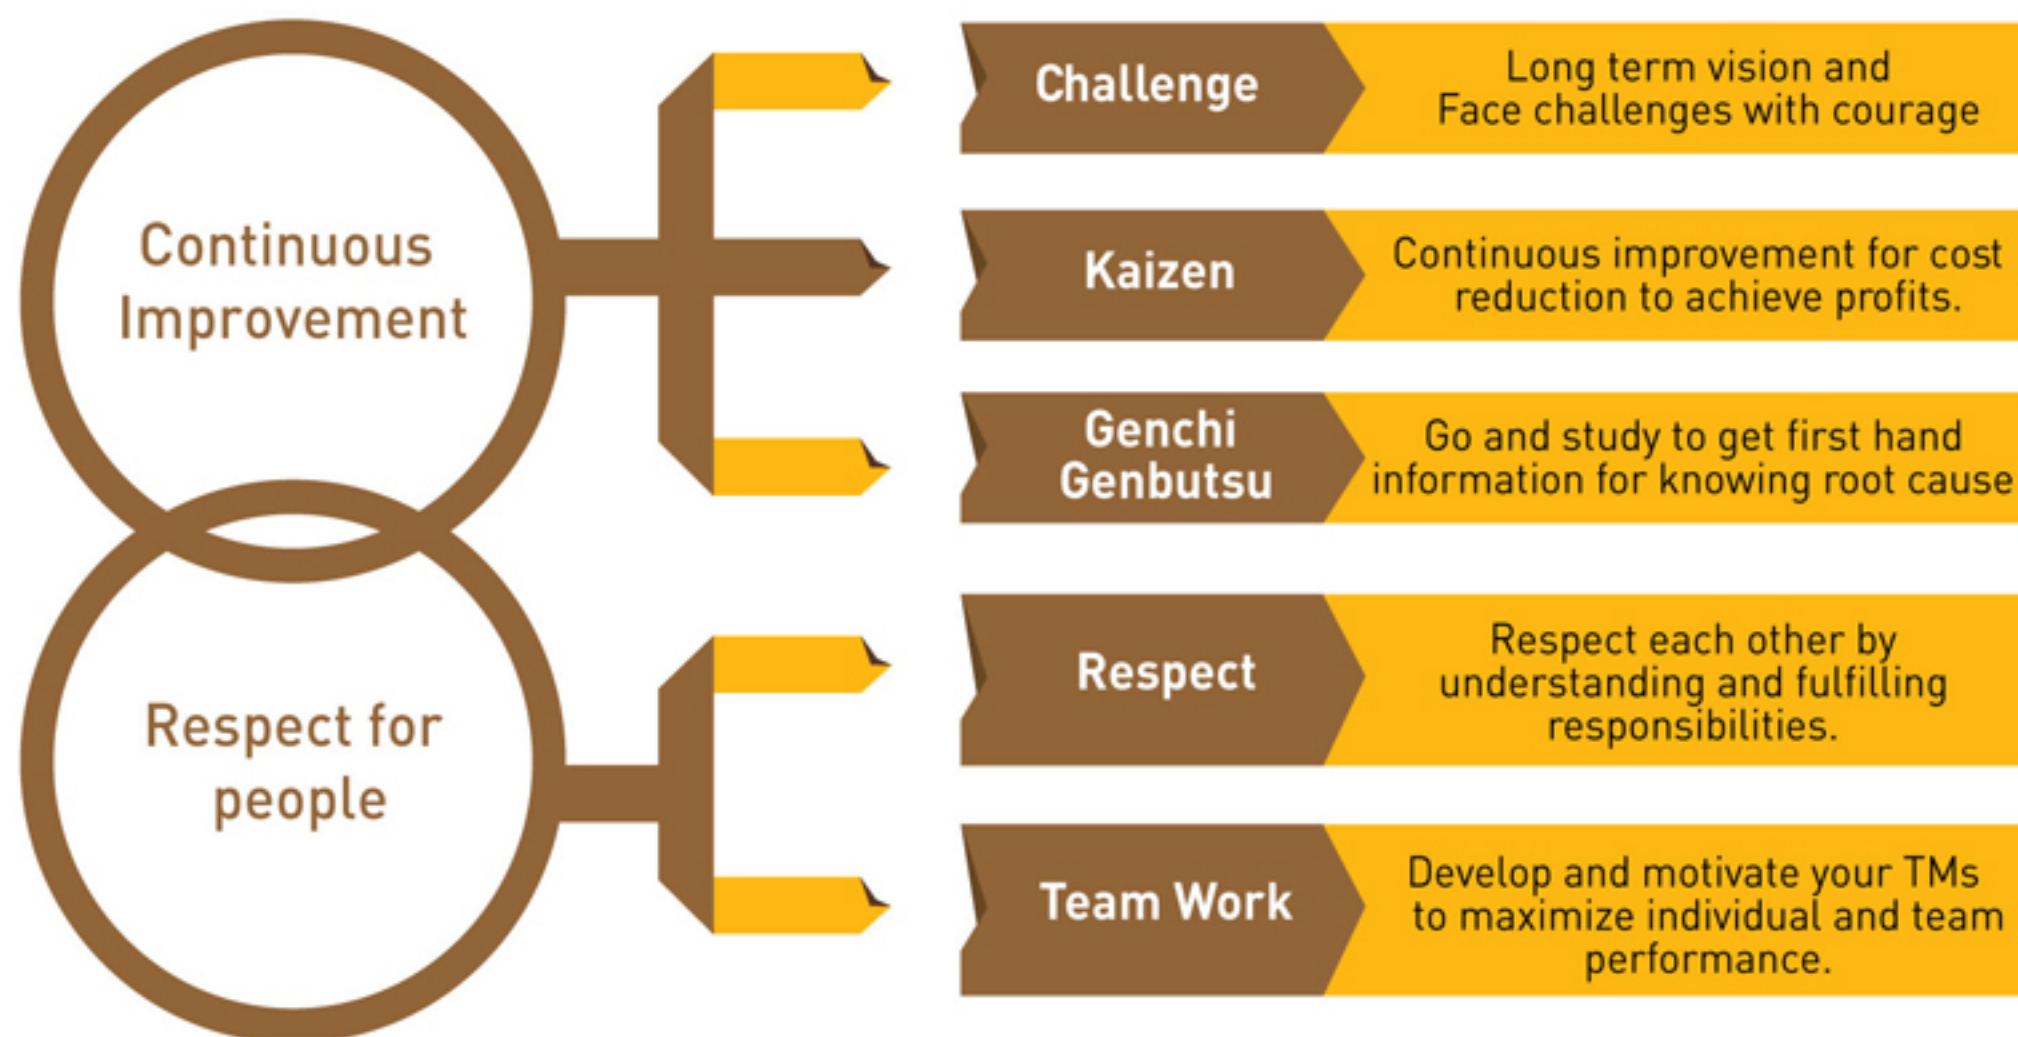 Continuous
Improvement
Challenge
Long term vision and
Face challenges with courage
Kaizen
Continuous improvement for cost
reduction to achieve profits.
Genchi
Genbutsu
Go and study to get first hand
information for knowing root cause
Respect for
people
Respect
Respect each other by
understanding and fulfilling
responsibilities.
Team Work
Develop and motivate your TMs
to maximize individual and team
performance.